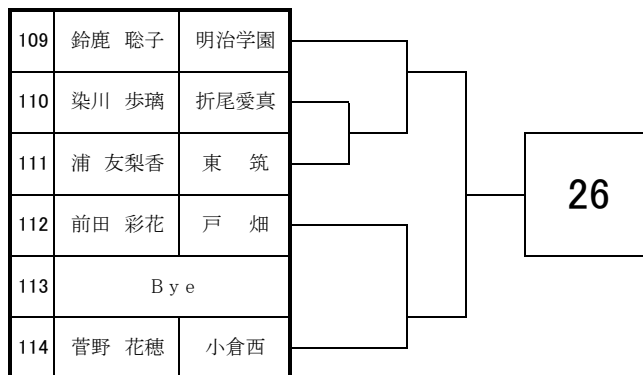 109 鈴鹿 聡子 明治学園
110 染川 歩璃 折尾愛真
111 浦 友梨香 東 筑
112 前田 彩花 戸 畑
113 Bye
114 菅野 花穂 小倉西
26